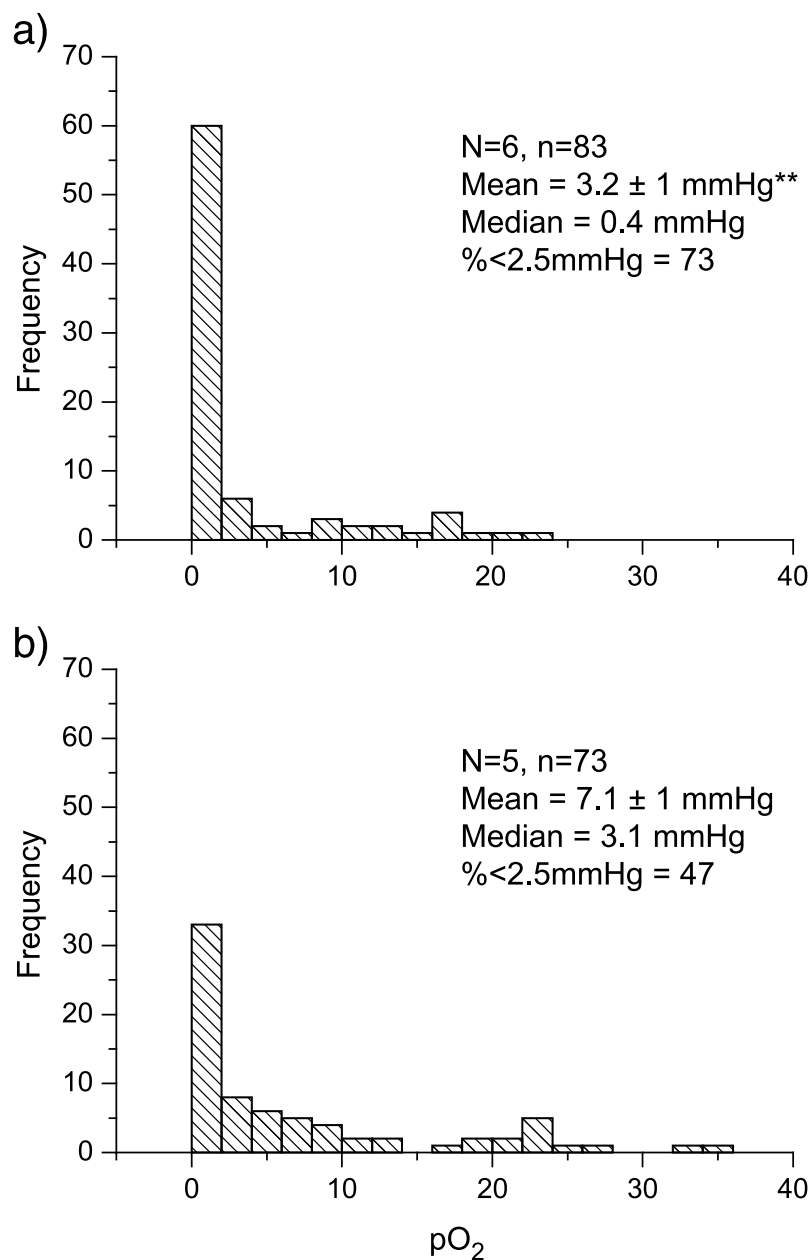 a)
70
60
50
40
30
20
10
0
Frequency
N=6, n=83
Mean = 3.2 ± 1 mmHg**
Median = 0.4 mmHg
%<2.5mmHg = 73
0 10 20 30 40
b)
70
60
50
40
30
20
10
0
Frequency
N=5, n=73
Mean = 7.1 ± 1 mmHg
Median = 3.1 mmHg
%<2.5mmHg = 47
0 10 20 30 40
pO₂